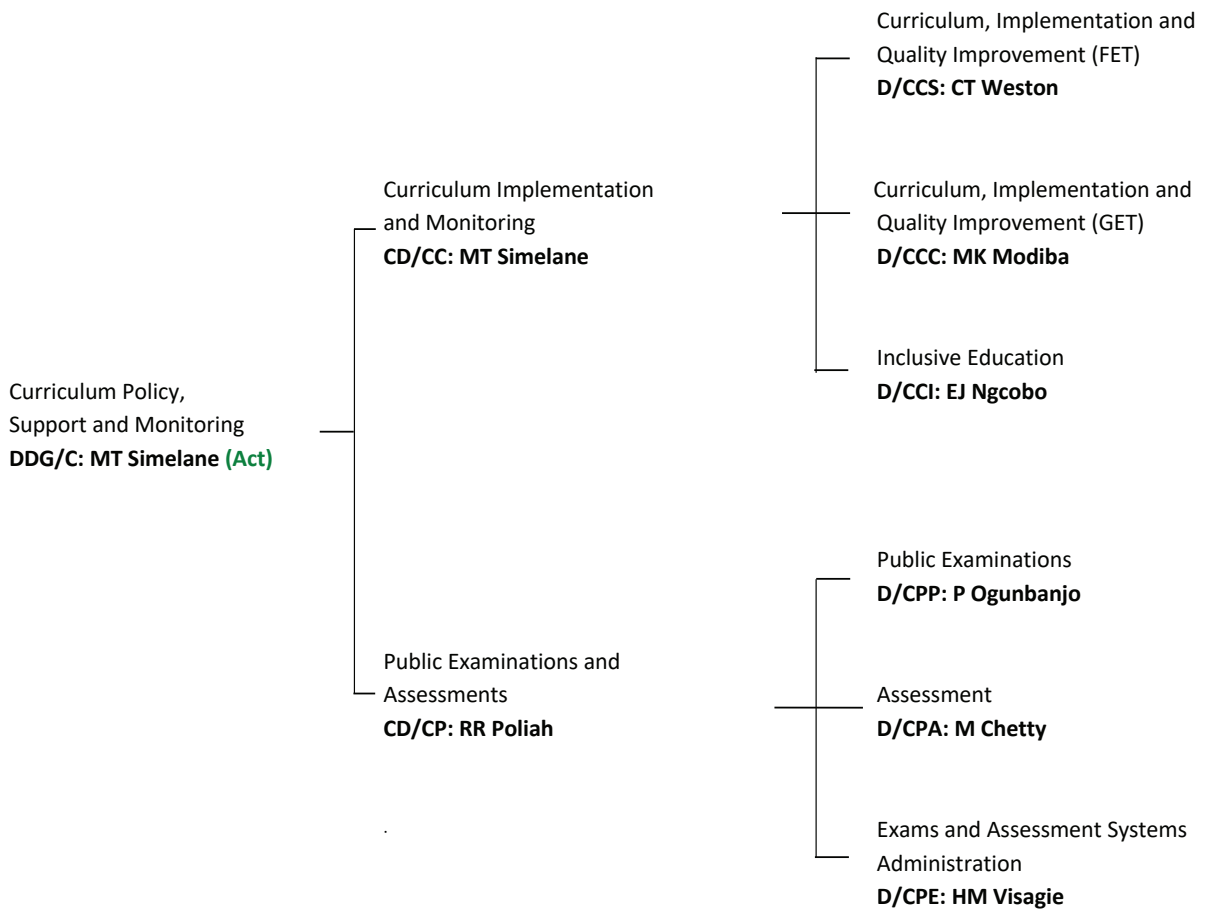 Curriculum Policy,
Support and Monitoring
DDG/C: MT Simelane (Act)
Curriculum Implementation
and Monitoring
CD/CC: MT Simelane
Curriculum, Implementation and
Quality Improvement (FET)
D/CCS: CT Weston
Curriculum, Implementation and
Quality Improvement (GET)
D/CCC: MK Modiba
Inclusive Education
D/CCI: EJ Ngcobo
Public Examinations and
Assessments
CD/CP: RR Poliah
.
Public Examinations
D/CPP: P Ogunbanjo
Assessment
D/CPA: M Chetty
Exams and Assessment Systems
Administration
D/CPE: HM Visagie